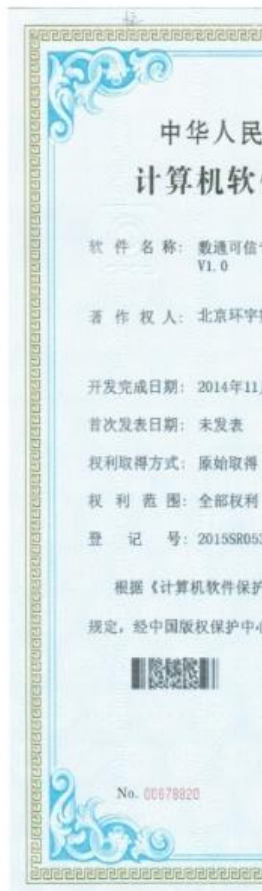 中华人民
计算机软
软件名称: 数通可信
V1.0
著作权人: 北京环宇
开发完成日期: 2014年11
首次发表日期: 未发表
权利取得方式: 原始取得
权利范围: 全部权利
登记号: 2015SR053
根据《计算机软件保护
规定,经中国版权保护中心
No. 00678820